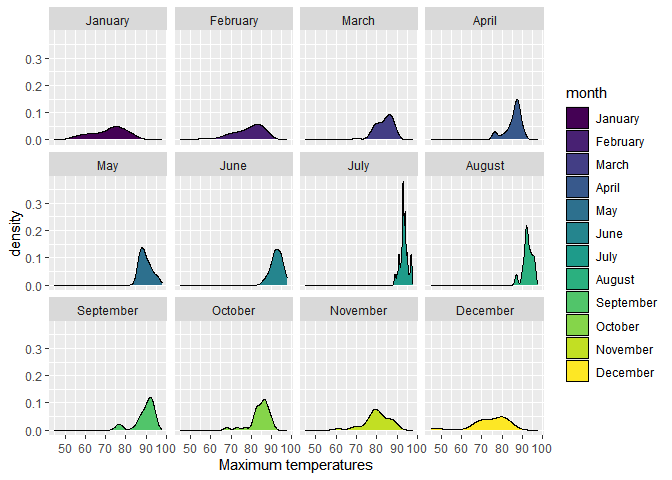 January February March April
0.3
0.2
0.1
0.0
May June July August
0.3
0.2
0.1
0.0
September October November December
0.3
0.2
0.1
0.0
50 60 70 80 90 100 50 60 70 80 90 100 50 60 70 80 90 100 50 60 70 80 90 100
Maximum temperatures
density
month
January
February
March
April
May
June
July
August
September
October
November
December